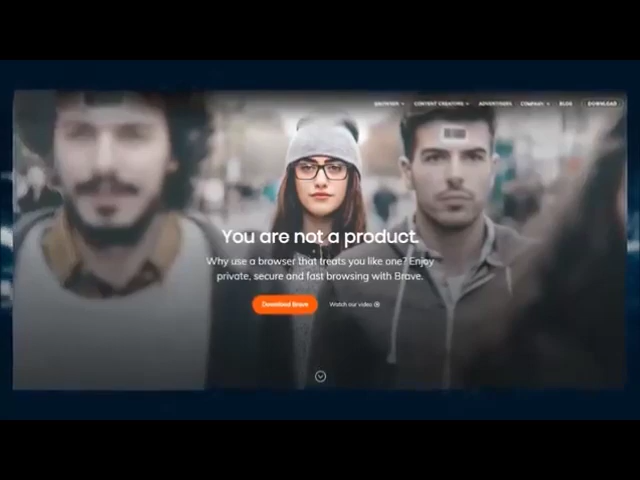 BROWSER CONTENT CREATORS ADVERTISERS COMPANY BLOG DOWNLOAD
You are not a product.
Why use a browser that treats you like one? Enjoy
private, secure and fast browsing with Brave.
Download Brave Watch our video